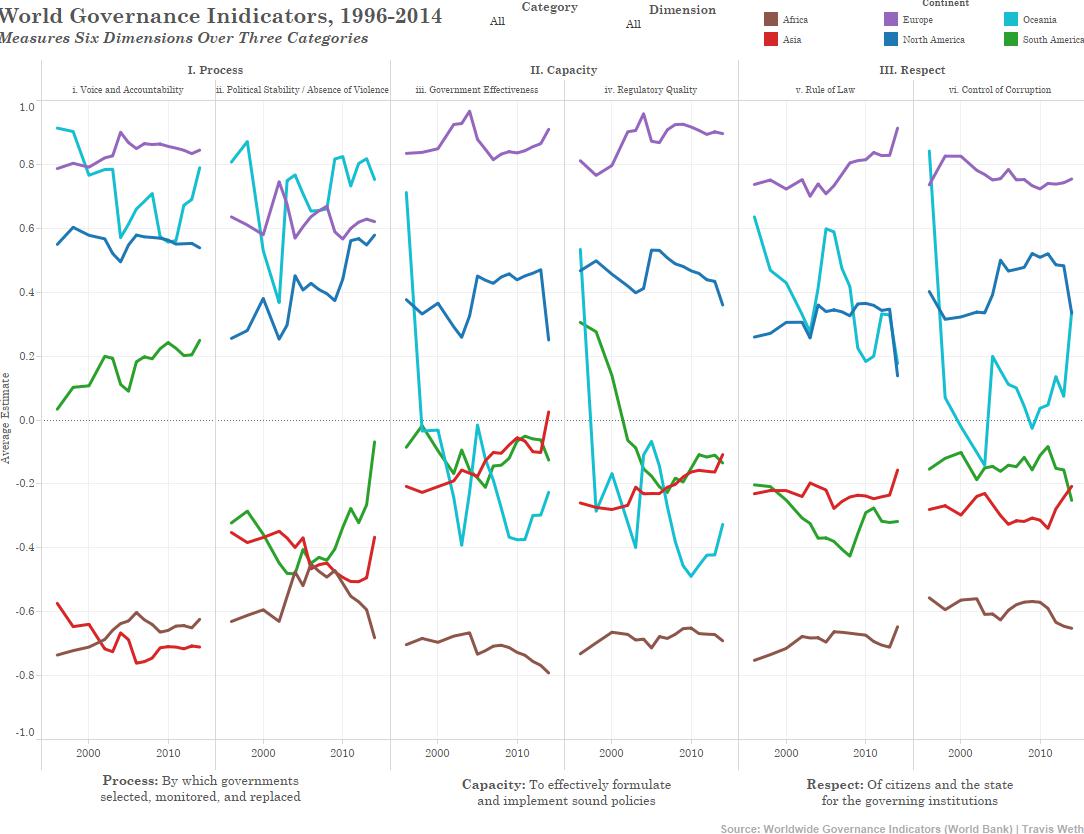 World Governance Inidicators, 1996-2014
Measures Six Dimensions Over Three Categories
Category
All
Dimension
All
Continent
Africa
Europe
Oceania
Asia
North America
South America
I. Process
II. Capacity
III. Respect
i. Voice and Accountability
ii. Political Stability / Absence of Violence
iii. Government Effectiveness
iv. Regulatory Quality
v. Rule of Law
vi. Control of Corruption
Average Estimate
1.0
0.8
0.6
0.4
0.2
0.0
-0.2
-0.4
-0.6
-0.8
-1.0
2000
2010
2000
2010
2000
2010
2000
2010
2000
2010
2000
2010
Process: By which governments
selected, monitored, and replaced
Capacity: To effectively formulate
and implement sound policies
Respect: Of citizens and the state
for the governing institutions
Source: Worldwide Governance Indicators (World Bank) | Travis Weth